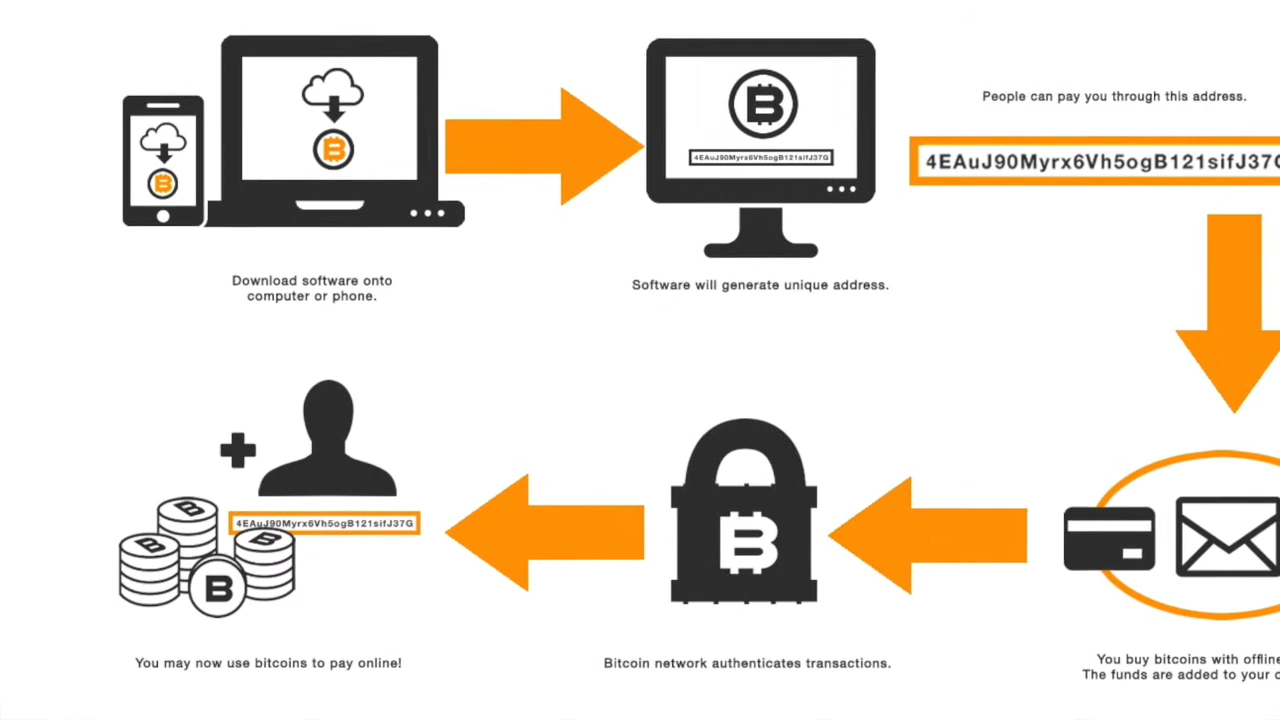 People can pay you through this address.
4EAuJ90Myrx6Vh5ogB121sifJ37G
4EAuJ90Myrx6Vh5ogB121sifJ37G
Download software onto
computer or phone.
Software will generate unique address.
4EAuJ90Myrx6Vh5ogB121sifJ37G
You may now use bitcoins to pay online!
Bitcoin network authenticates transactions.
You buy bitcoins with offline
The funds are added to your